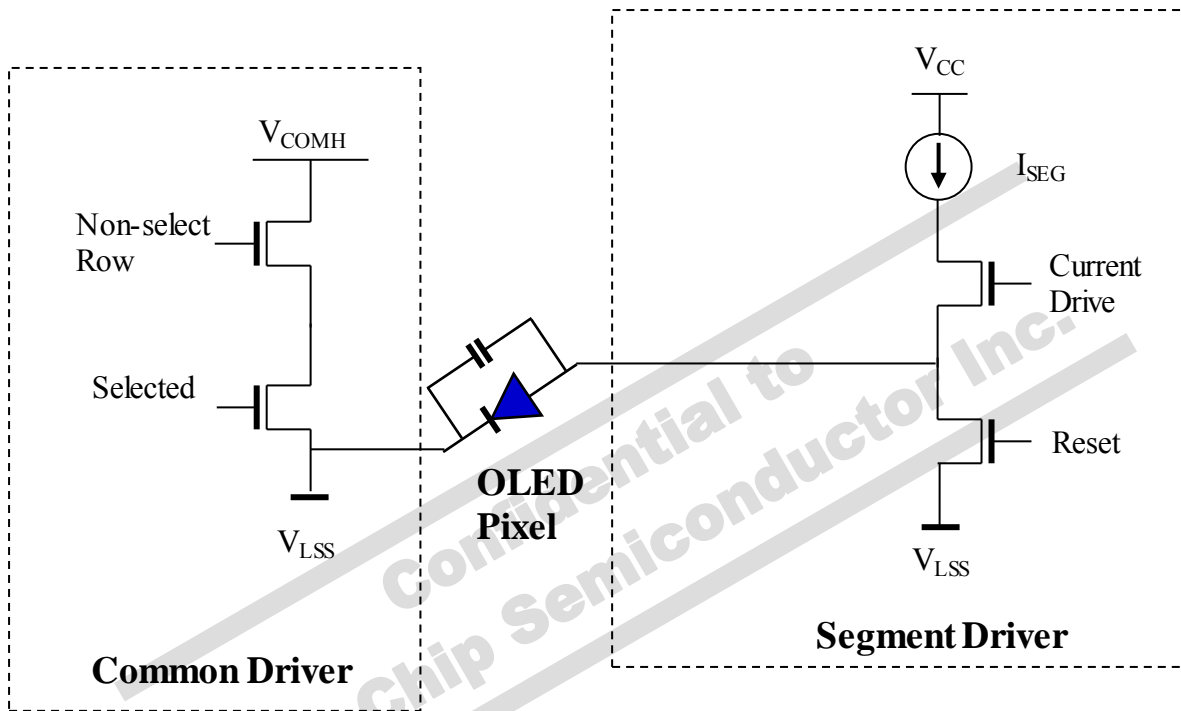 V_COMH
Non-select
Row
Selected
V_LSS
Common Driver
OLED
Pixel
V_CC
I_SEG
Current
Drive
Reset
V_LSS
Segment Driver
Confidential to
Chip Semiconductor Inc.